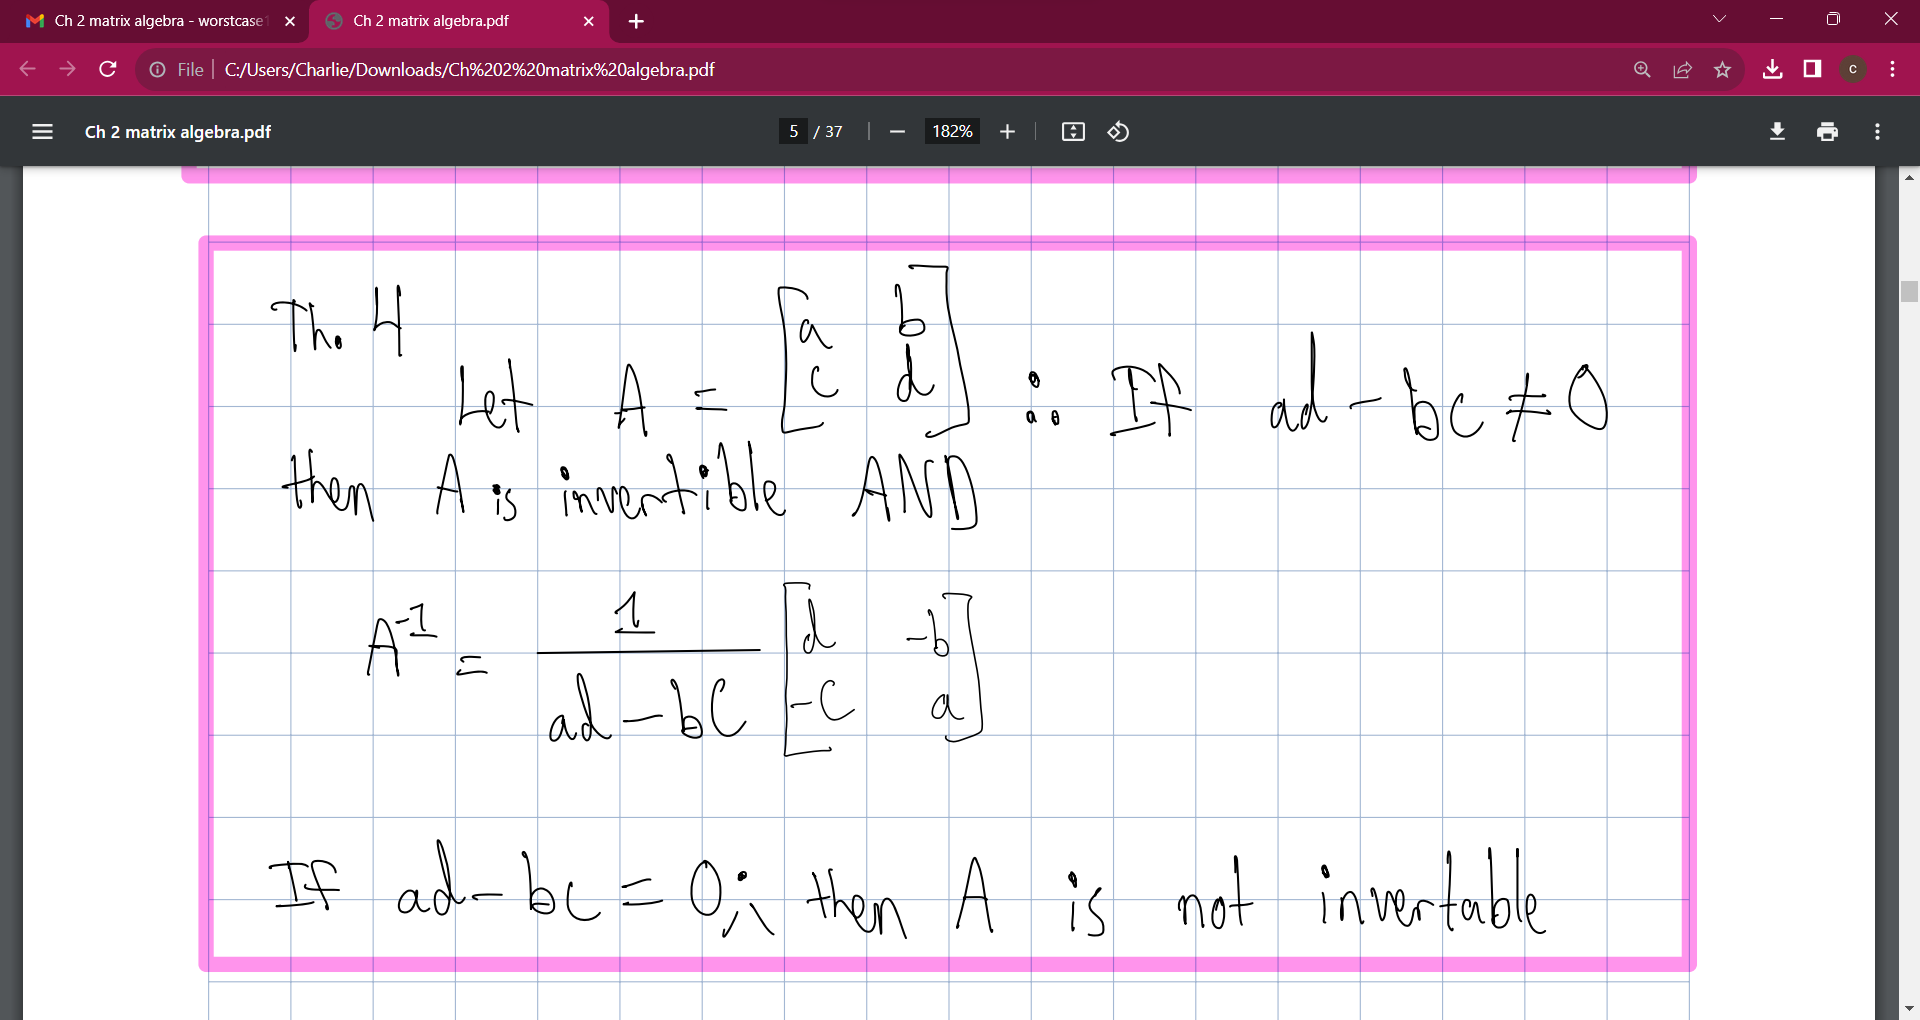 Ch 2 matrix algebra - worstcase1
Ch 2 matrix algebra.pdf
File C:/Users/Charlie/Downloads/Ch%202%20matrix%20algebra.pdf
C
Ch 2 matrix algebra.pdf
5 / 37
182%
Th. 4
Let A = [a b
c d] ∴ If ad - bc ≠ 0
then A is invertible AND
A⁻¹ = 1/(ad - bc) [d -b
-c a]
If ad - bc = 0; then A is not invertable